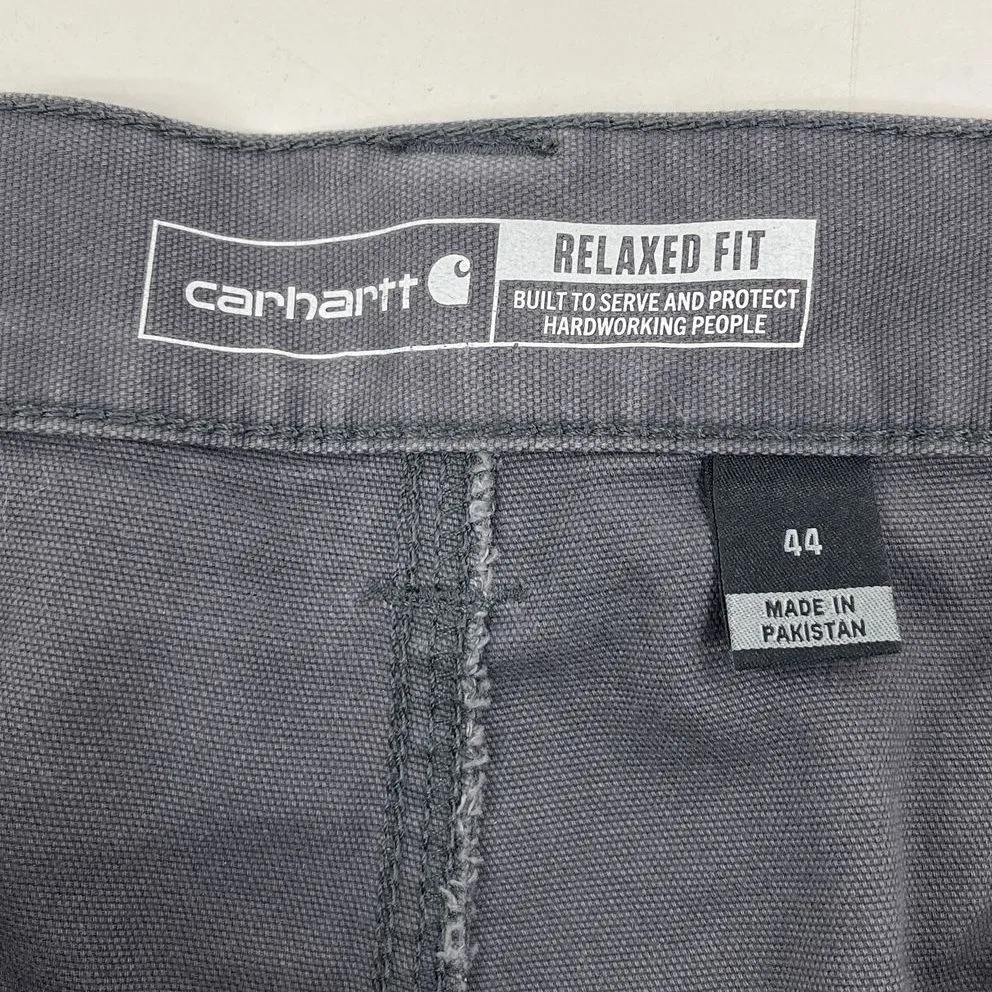 carhartt
RELAXED FIT
BUILT TO SERVE AND PROTECT
HARDWORKING PEOPLE
44
MADE IN
PAKISTAN